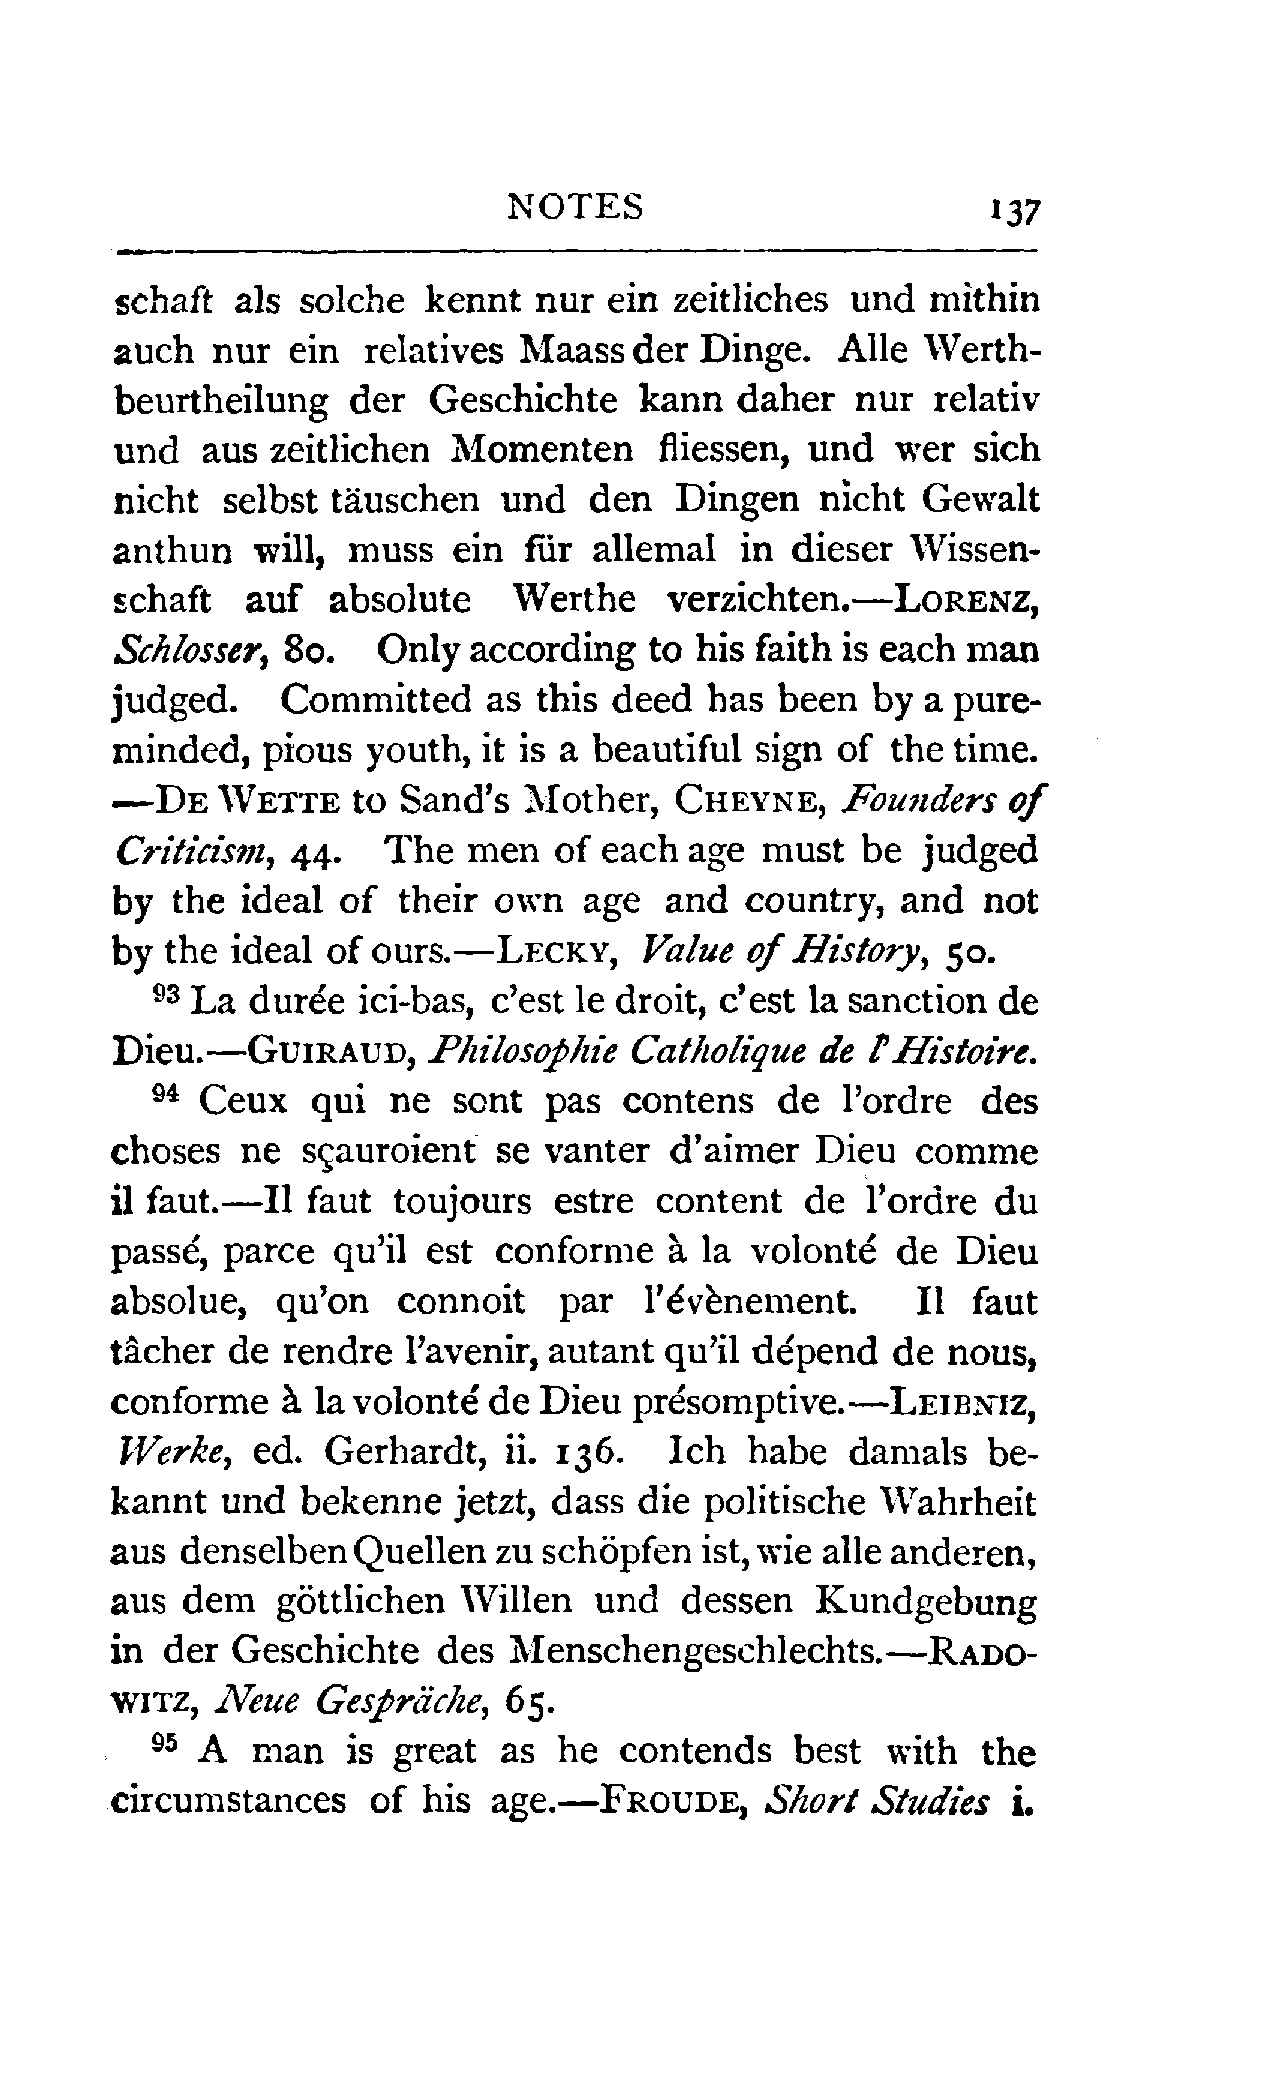 NOTES 137
schaft als solche kennt nur ein zeitliches und mithin
auch nur ein relatives Maass der Dinge. Alle Werth-
beurtheilung der Geschichte kann daher nur relativ
und aus zeitlichen Momenten fliessen, und wer sich
nicht selbst täuschen und den Dingen nicht Gewalt
anthun will, muss ein für allemal in dieser Wissen-
schaft auf absolute Werthe verzichten.—LORENZ,
Schlosser, 80. Only according to his faith is each man
judged. Committed as this deed has been by a pure-
minded, pious youth, it is a beautiful sign of the time.
—DE WETTE to Sand's Mother, CHEYNE, Founders of
Criticism, 44. The men of each age must be judged
by the ideal of their own age and country, and not
by the ideal of ours.—LECKY, Value of History, 50.
93 La durée ici-bas, c'est le droit, c'est la sanction de
Dieu.—GUIRAUD, Philosophie Catholique de l'Histoire.
94 Ceux qui ne sont pas contens de l'ordre des
choses ne sçauroient se vanter d'aimer Dieu comme
il faut.—Il faut toujours estre content de l'ordre du
passé, parce qu'il est conforme à la volonté de Dieu
absolue, qu'on connoit par l'évènement. Il faut
tâcher de rendre l'avenir, autant qu'il dépend de nous,
conforme à la volonté de Dieu présomptive.—LEIBNIZ,
Werke, ed. Gerhardt, ii. 136. Ich habe damals be-
kannt und bekenne jetzt, dass die politische Wahrheit
aus denselben Quellen zu schöpfen ist, wie alle anderen,
aus dem göttlichen Willen und dessen Kundgebung
in der Geschichte des Menschengeschlechts.—RADO-
WITZ, Neue Gespräche, 65.
95 A man is great as he contends best with the
circumstances of his age.—FROUDE, Short Studies i.